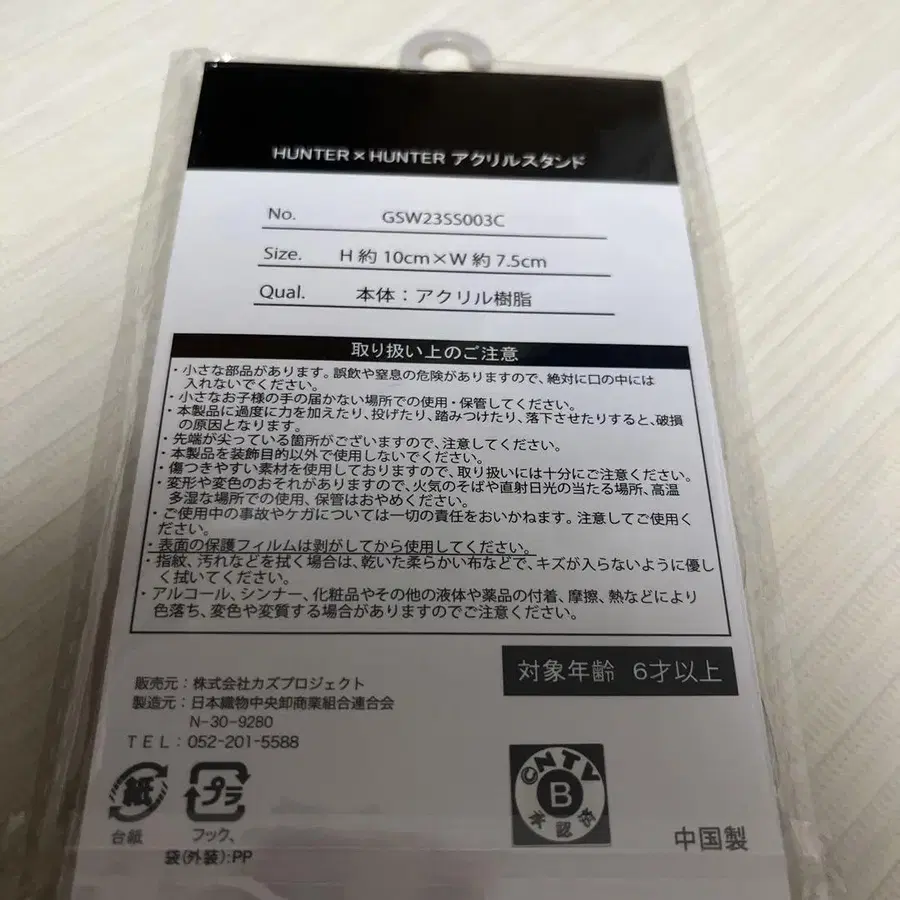 HUNTER×HUNTER アクリルスタンド
No. GSW23SS003C
Size. H 約10cm×W 約7.5cm
Qual. 本体：アクリル樹脂
取り扱い上のご注意
・小さな部品があります。誤飲や窒息の危険がありますので、絶対に口の中には
入れないでください。
・小さなお子様の手の届かない場所での使用・保管してください。
・本製品に過度に力を加えたり、投げたり、踏みつけたり、落下させたりすると、破損
の原因となります。
・先端が尖っている箇所がございますので、注意してください。
・本製品を装飾目的以外で使用しないでください。
・傷つきやすい素材を使用しておりますので、取り扱いには十分にご注意ください。
・変形や変色のおそれがありますので、火気のそばや直射日光の当たる場所、高温
多湿な場所での使用、保管はおやめください。
・ご使用中の事故やケガについては一切の責任をおいかねます。注意してご使用く
ださい。
・表面の保護フィルムは剥がしてから使用してください。
・指紋、汚れなどを拭く場合は、乾いた柔らかい布などで、キズが入らないように優し
く拭いてください。
・アルコール、シンナー、化粧品やその他の液体や薬品の付着、摩擦、熱などにより
色落ち、変色や変質する場合がありますのでご注意ください。
対象年齢 6才以上
販売元：株式会社カズプロジェクト
製造元：日本織物中央卸商業組合連合会
N-30-9280
TEL：052-201-5588
紙
台紙
プラ
フック、
袋(外装):PP
CNTV
B
承認済
中国製